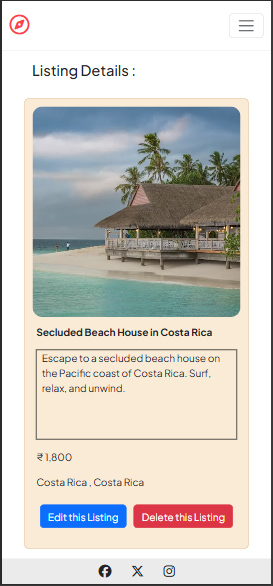 Listing Details :
Secluded Beach House in Costa Rica
Escape to a secluded beach house on
the Pacific coast of Costa Rica. Surf,
relax, and unwind.
₹ 1,800
Costa Rica , Costa Rica
Edit this Listing Delete this Listing